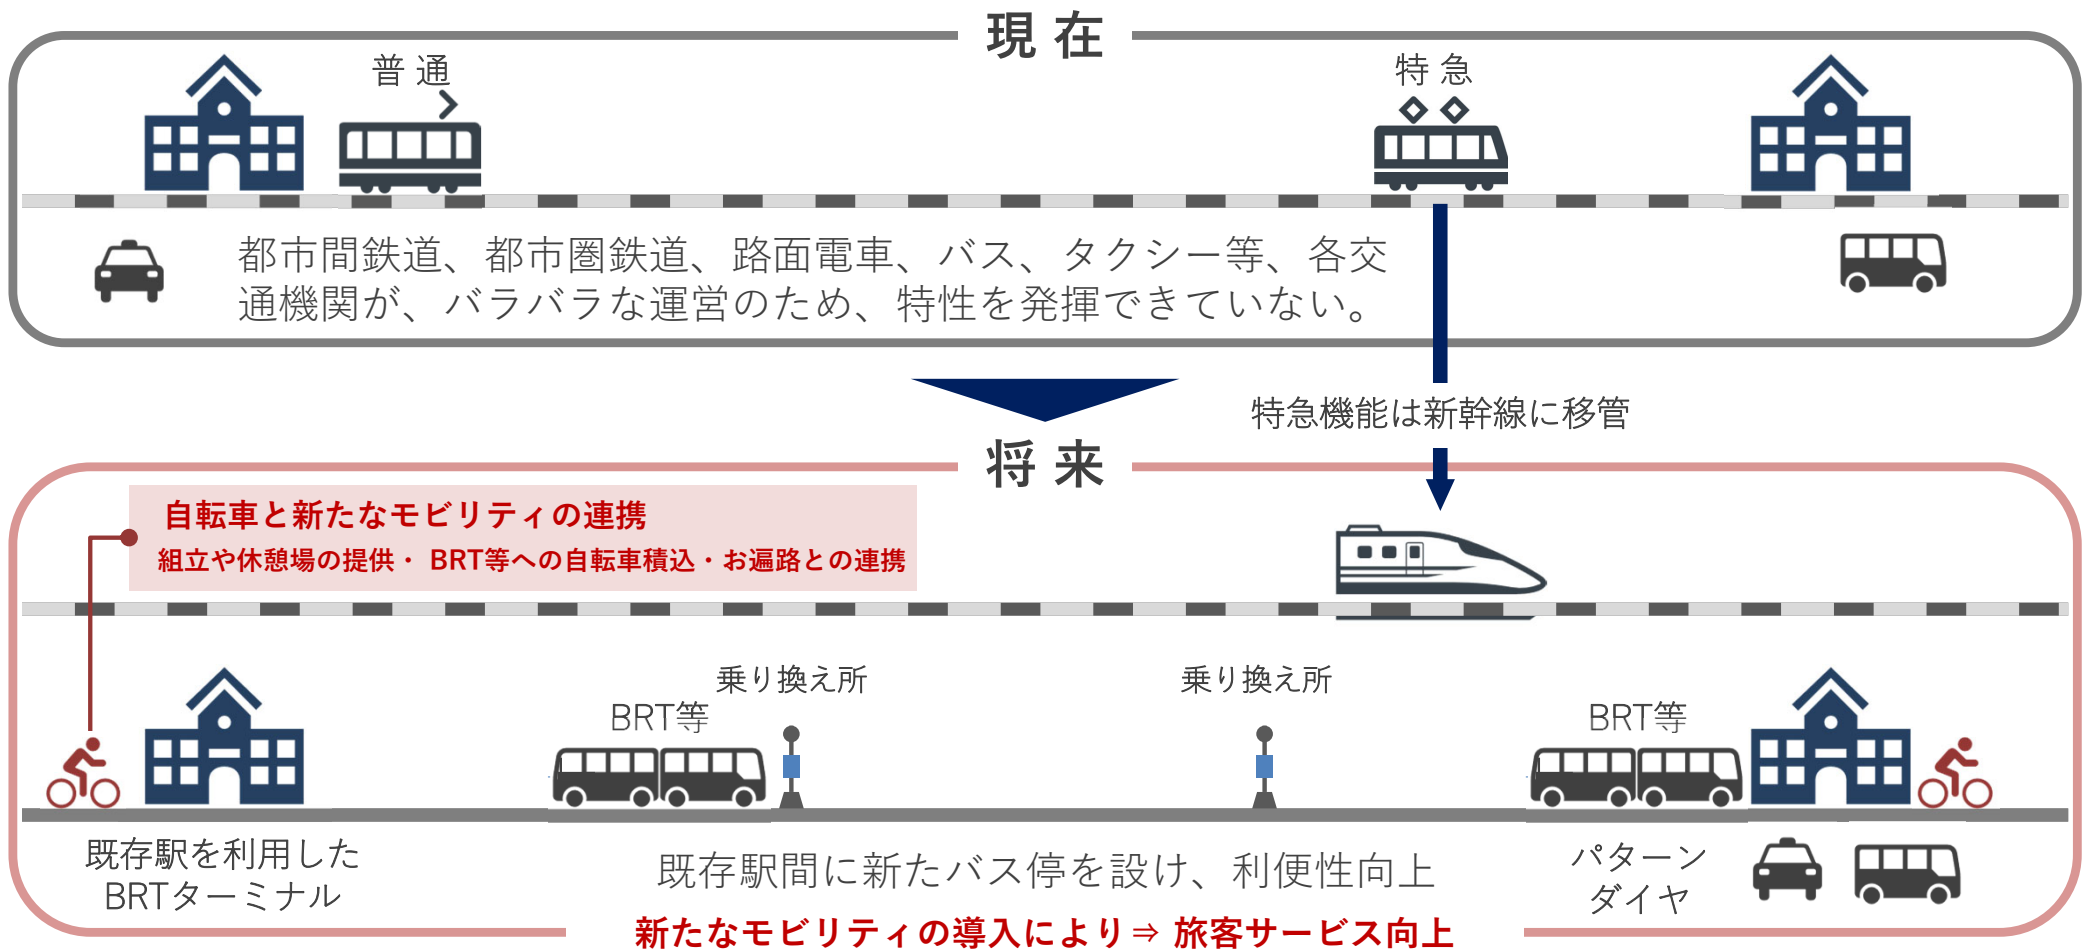 現在
普通
特急
都市間鉄道、都市圏鉄道、路面電車、バス、タクシー等、各交
通機関が、バラバラな運営のため、特性を発揮できていない。
特急機能は新幹線に移管
将来
自転車と新たなモビリティの連携
組立や休憩場の提供・ BRT等への自転車積込・お遍路との連携
乗り換え所
乗り換え所
BRT等
BRT等
既存駅を利用した
BRTターミナル
既存駅間に新たなバス停を設け、利便性向上
パターン
ダイヤ
新たなモビリティの導入により⇒ 旅客サービス向上